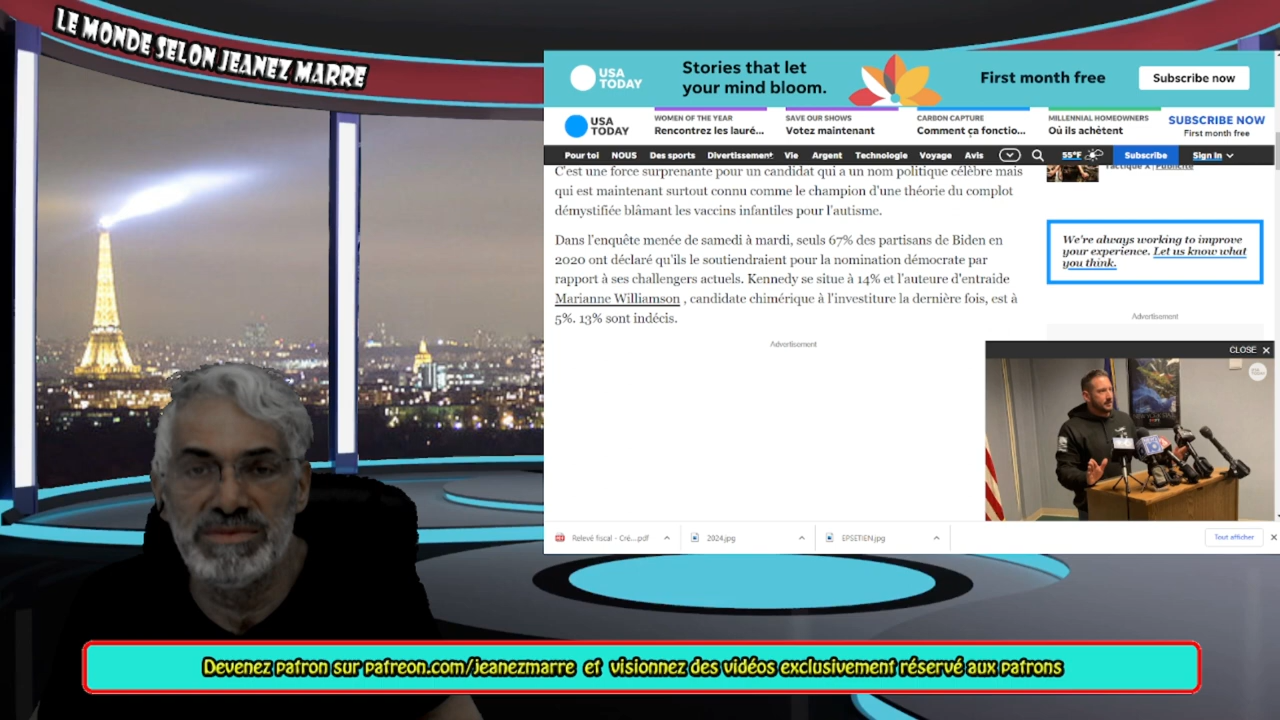 LE MONDE SELON JEANEZ MARRE
USA TODAY
Stories that let your mind bloom.
First month free
Subscribe now
USA TODAY
WOMEN OF THE YEAR
Rencontrez les lauré...
SAVE OUR SHOWS
Votez maintenant
CARBON CAPTURE
Comment ça fonctio...
MILLENNIAL HOMEOWNERS
Où ils achètent
SUBSCRIBE NOW
First month free
Pour toi NOUS Des sports Divertissement Vie Argent Technologie Voyage Avis 55°F Subscribe Sign In
C'est une force surprenante pour un candidat qui a un nom politique célèbre mais
qui est maintenant surtout connu comme le champion d'une théorie du complot
démystifiée blâmant les vaccins infantiles pour l'autisme.
Dans l'enquête menée de samedi à mardi, seuls 67% des partisans de Biden en
2020 ont déclaré qu'ils le soutiendraient pour la nomination démocrate par
rapport à ses challengers actuels. Kennedy se situe à 14% et l'auteure d'entraide
Marianne Williamson , candidate chimérique à l'investiture la dernière fois, est à
5%. 13% sont indécis.
Advertisement
Tactique X | Publicité
We're always working to improve
your experience. Let us know what
you think.
Advertisement
CLOSE X
Relevé fiscal - Cré....pdf
2024.jpg
EPSETIEN.jpg
Tout afficher
Devenez patron sur patreon.com/jeanezmarre et visionnez des vidéos exclusivement réservé aux patrons